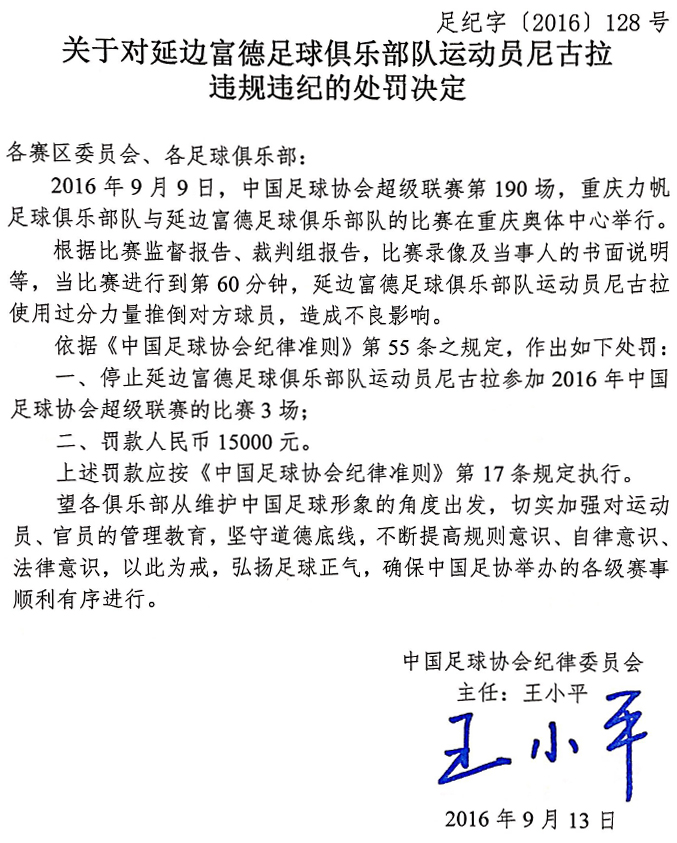 足纪字〔2016〕128 号
关于对延边富德足球俱乐部队运动员尼古拉
违规违纪的处罚决定
各赛区委员会、各足球俱乐部：
2016 年 9 月 9 日，中国足球协会超级联赛第 190 场，重庆力帆
足球俱乐部队与延边富德足球俱乐部队的比赛在重庆奥体中心举行。
根据比赛监督报告、裁判组报告，比赛录像及当事人的书面说明
等，当比赛进行到第 60 分钟，延边富德足球俱乐部队运动员尼古拉
使用过分力量推倒对方球员，造成不良影响。
依据《中国足球协会纪律准则》第 55 条之规定，作出如下处罚：
一、停止延边富德足球俱乐部队运动员尼古拉参加 2016 年中国
足球协会超级联赛的比赛 3 场；
二、罚款人民币 15000 元。
上述罚款应按《中国足球协会纪律准则》第 17 条规定执行。
望各俱乐部从维护中国足球形象的角度出发，切实加强对运动
员、官员的管理教育，坚守道德底线，不断提高规则意识、自律意识、
法律意识，以此为戒，弘扬足球正气，确保中国足协举办的各级赛事
顺利有序进行。
中国足球协会纪律委员会
主任：王小平
王小平
2016 年 9 月 13 日